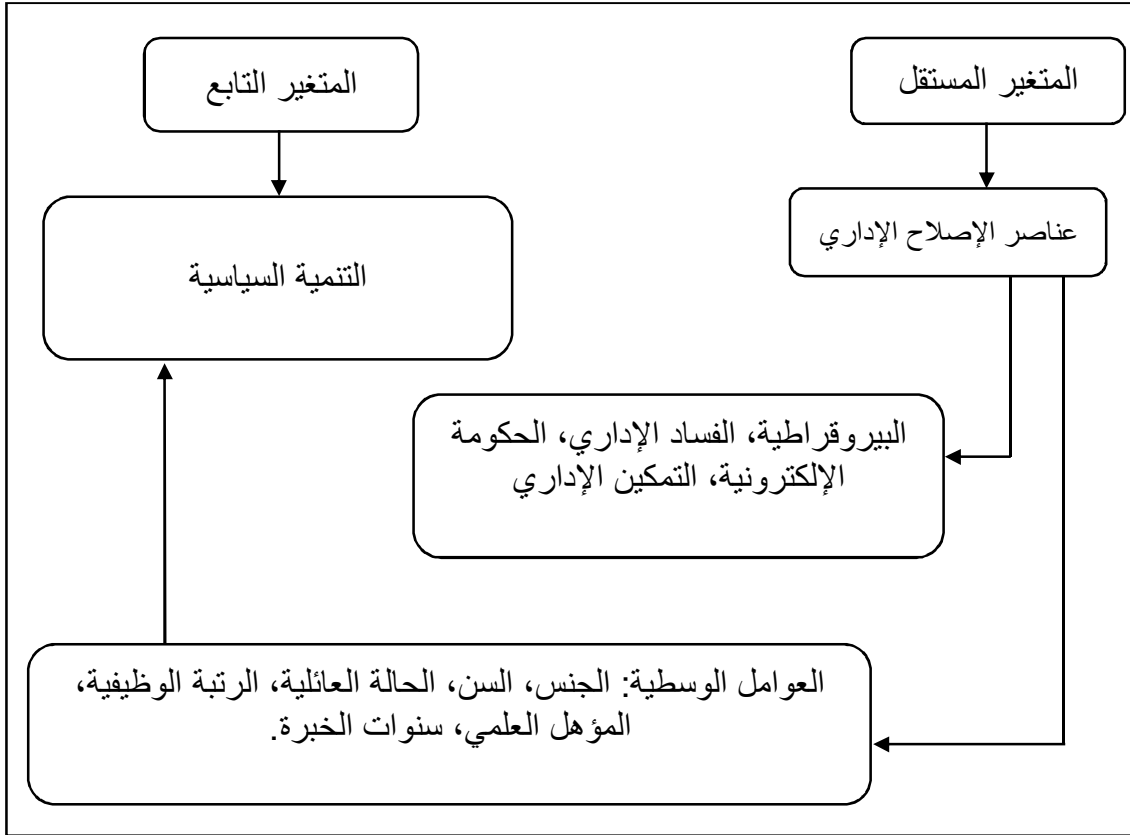 المتغير المستقل
المتغير التابع
عناصر الإصلاح الإداري
التنمية السياسية
البيروقراطية، الفساد الإداري، الحكومة
الإلكترونية، التمكين الإداري
العوامل الوسطية: الجنس، السن، الحالة العائلية، الرتبة الوظيفية،
المؤهل العلمي، سنوات الخبرة.